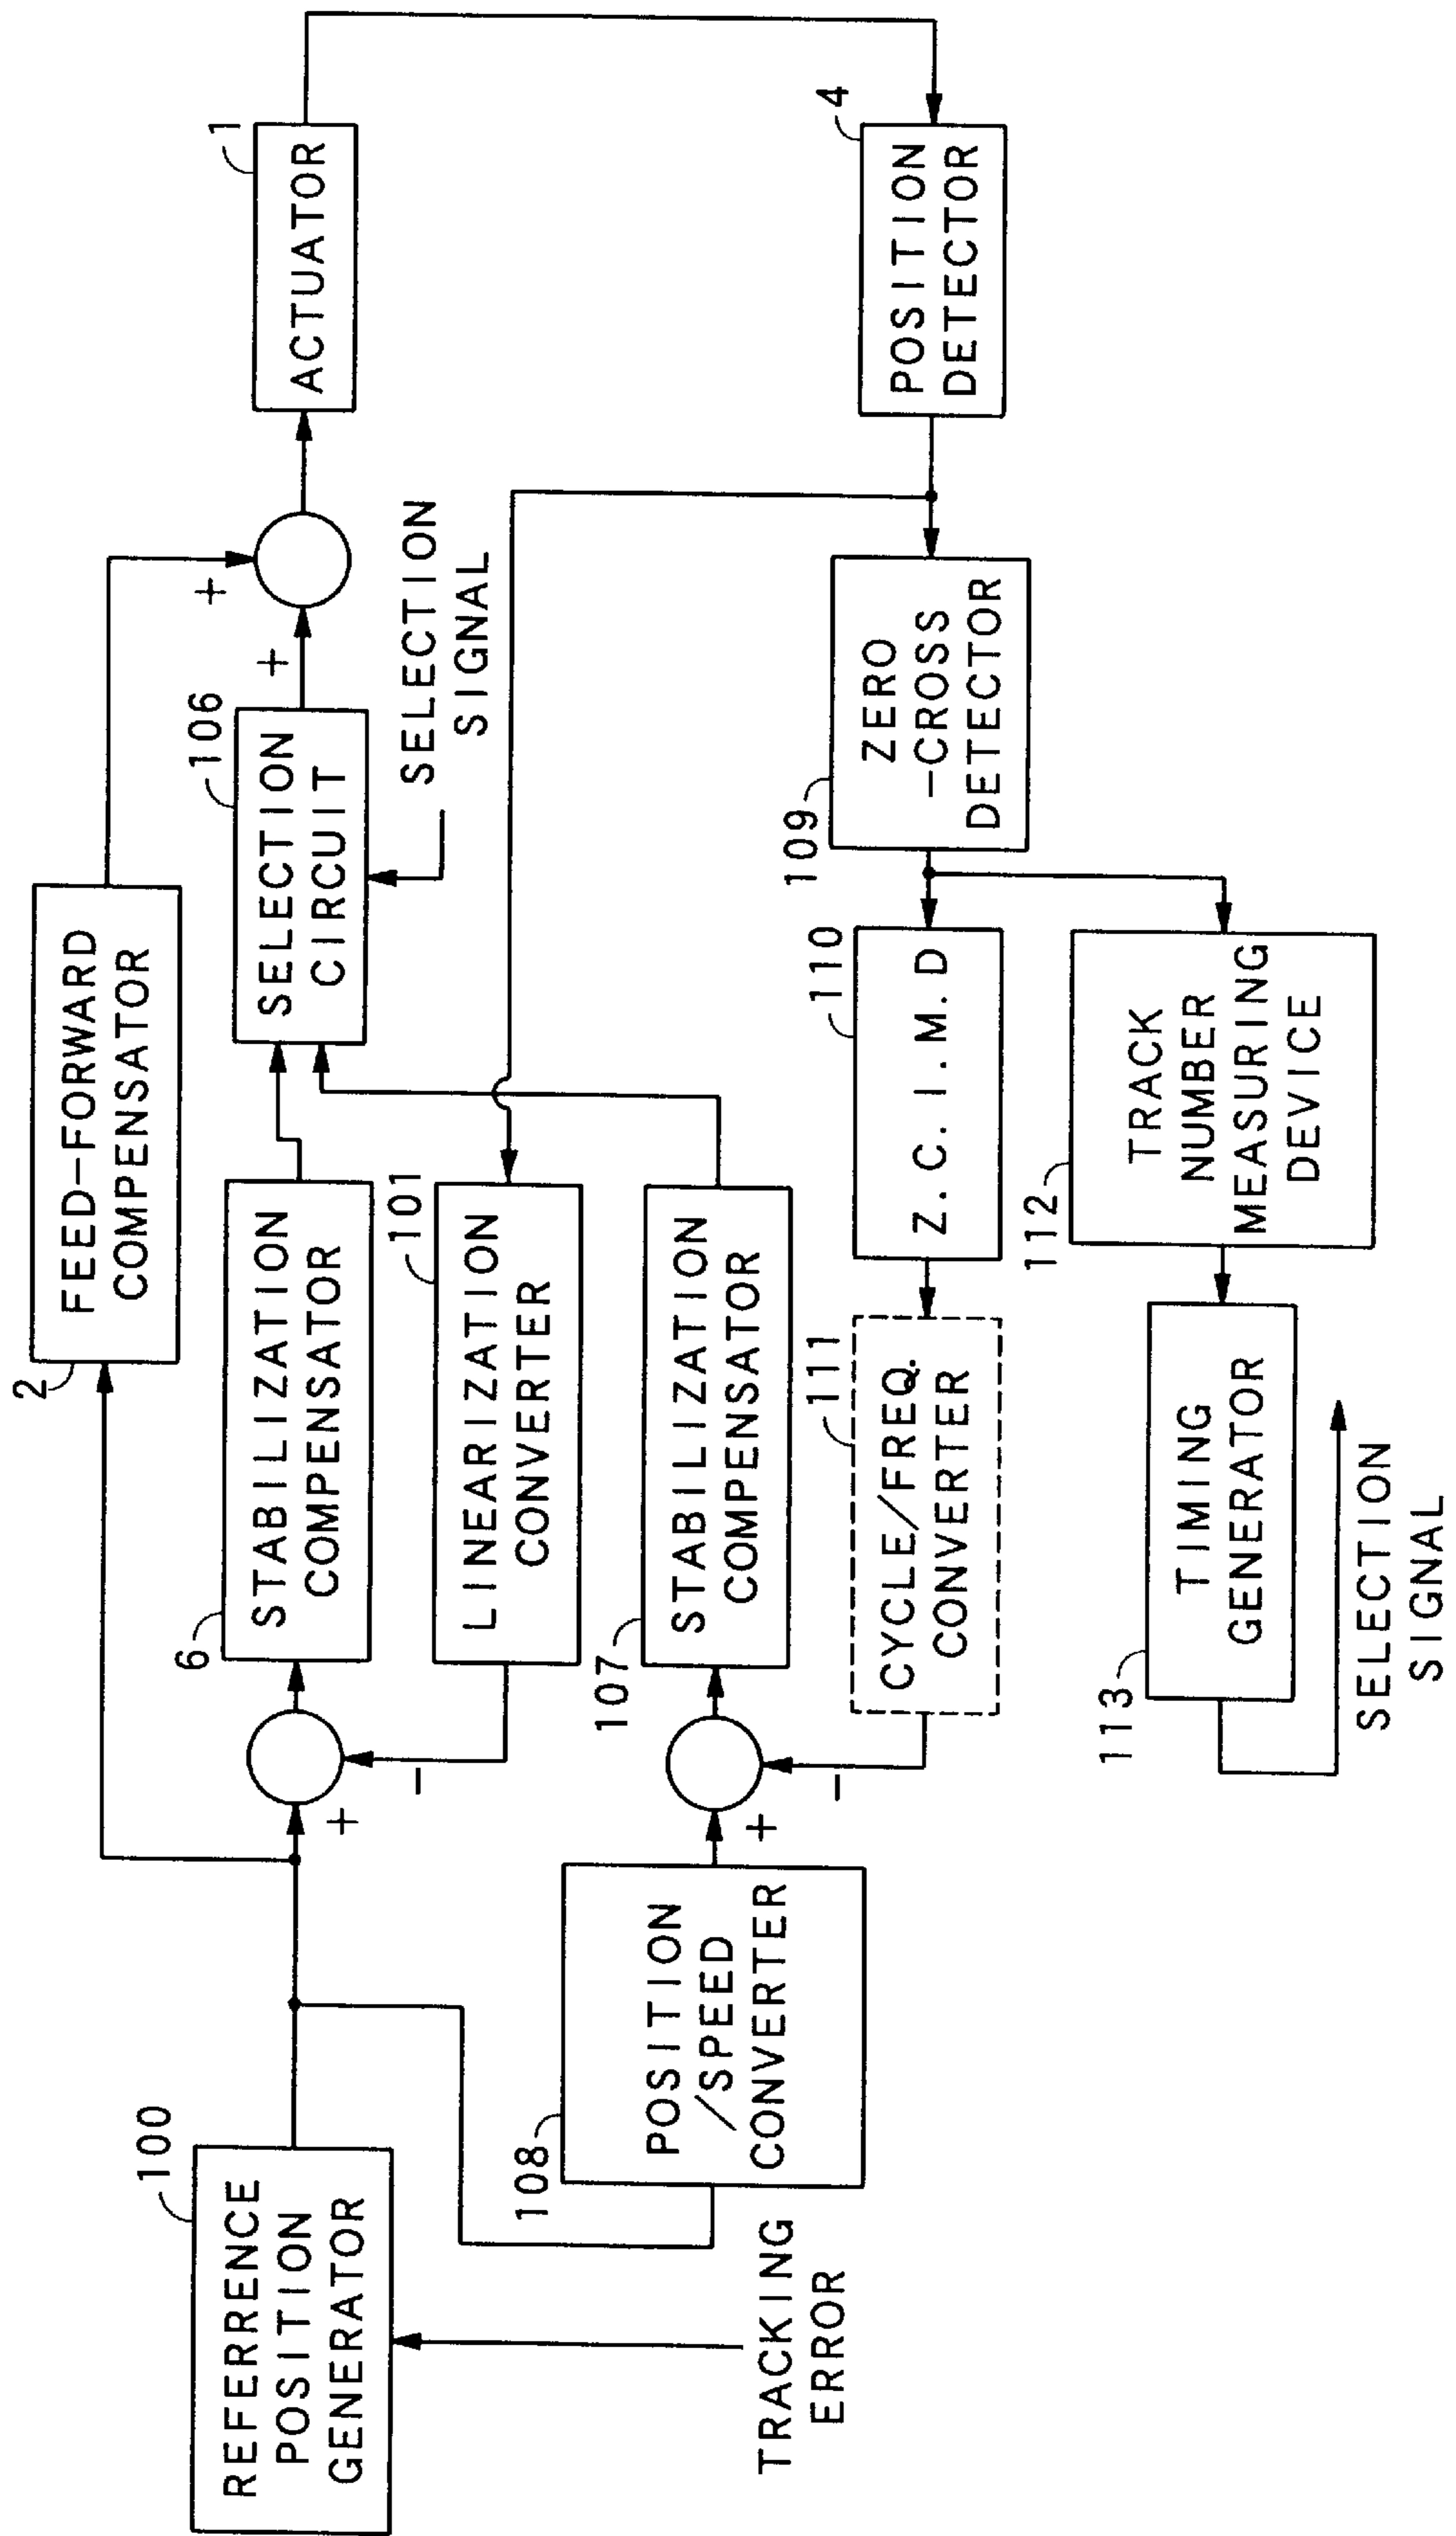 2
FEED-FORWARD
COMPENSATOR
100
REFERRENCE
POSITION
GENERATOR
TRACKING
ERROR
+
-
6
STABILIZATION
COMPENSATOR
101
LINEARIZATION
CONVERTER
106
SELECTION
CIRCUIT
SELECTION
SIGNAL
+
+
1
ACTUATOR
108
POSITION
/SPEED
CONVERTER
+
-
107
STABILIZATION
COMPENSATOR
111
CYCLE/FREQ.
CONVERTER
110
Z. C. I. M. D
109
ZERO
-CROSS
DETECTOR
4
POSITION
DETECTOR
113
TIMING
GENERATOR
112
TRACK
NUMBER
MEASURING
DEVICE
SELECTION
SIGNAL